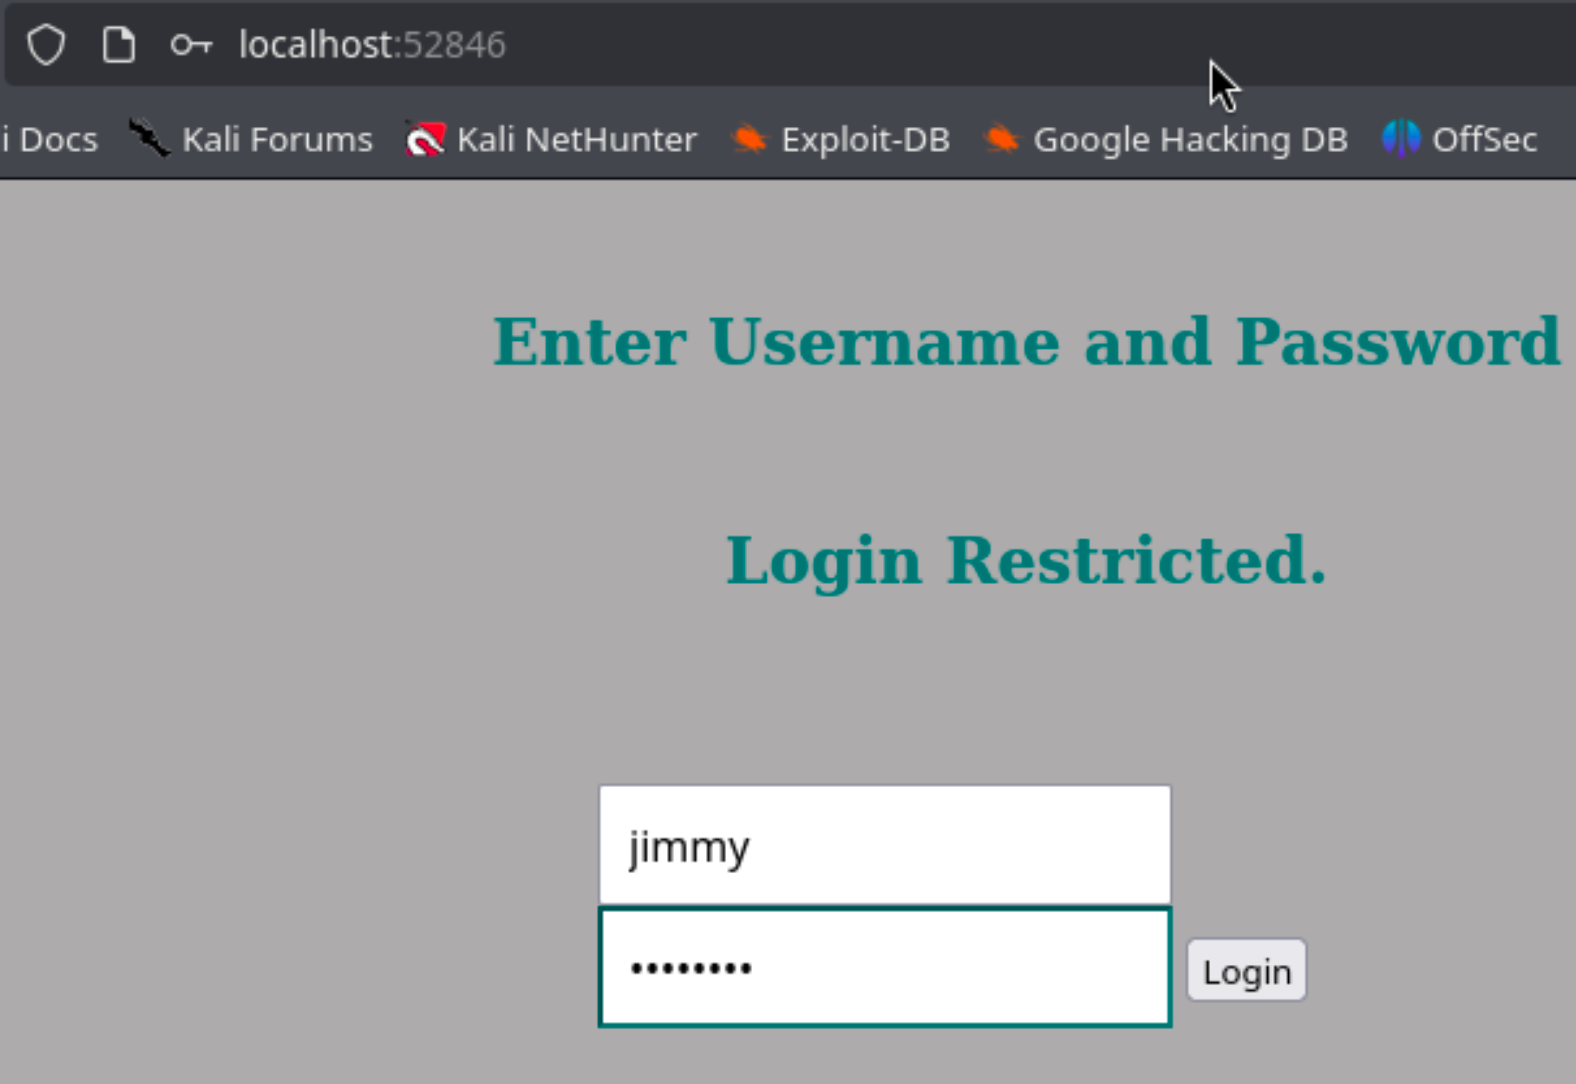 localhost:52846
i Docs Kali Forums Kali NetHunter Exploit-DB Google Hacking DB OffSec
Enter Username and Password
Login Restricted.
jimmy
••••••••
Login